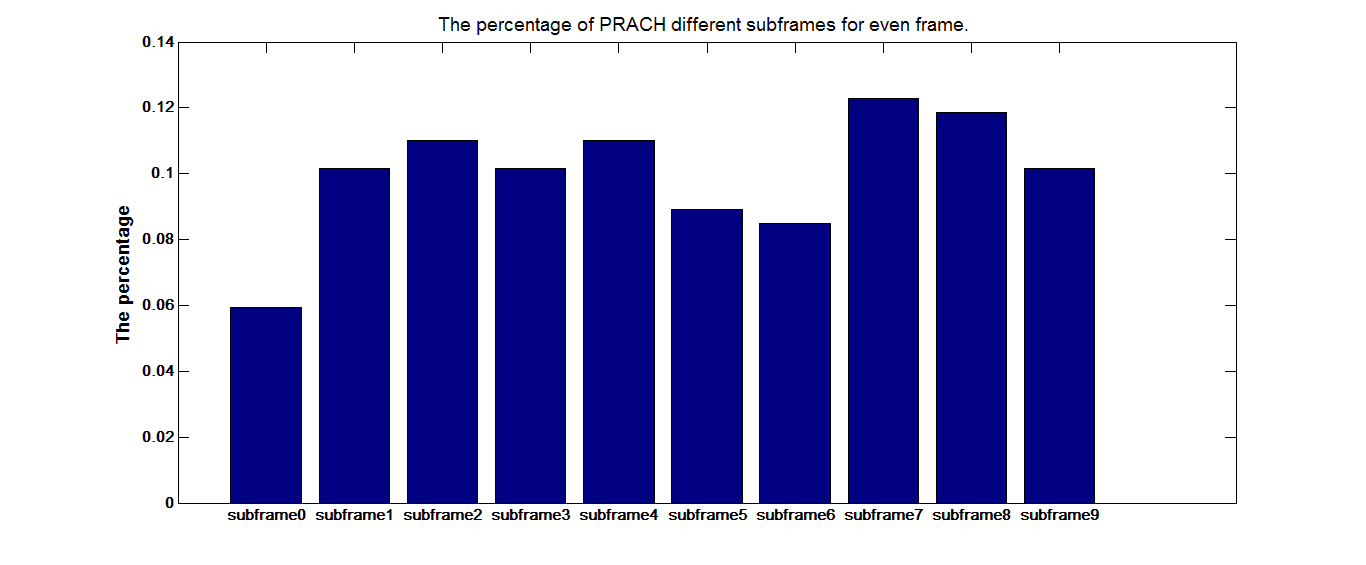 The percentage of PRACH different subframes for even frame.
0.14
0.12
0.1
0.08
0.06
0.04
0.02
0
The percentage
subframe0 subframe1 subframe2 subframe3 subframe4 subframe5 subframe6 subframe7 subframe8 subframe9